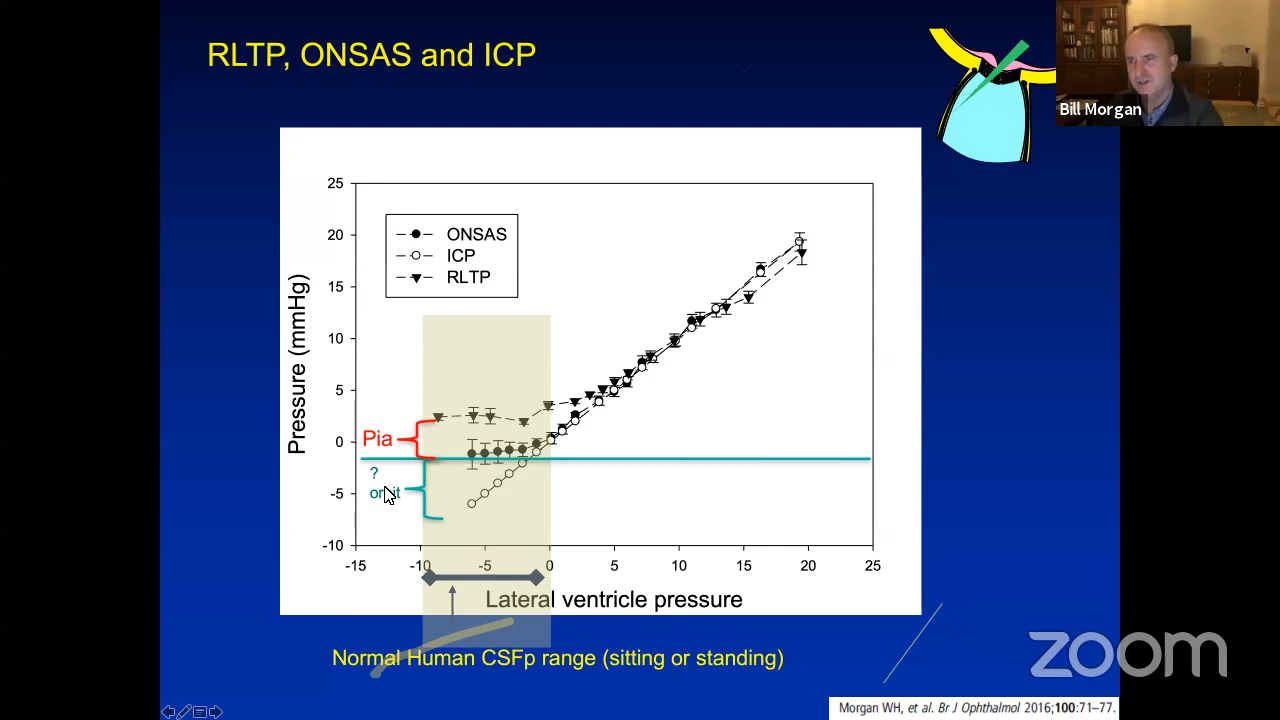 RLTP, ONSAS and ICP
Bill Morgan
25
20
15
10
5
0
-5
-10
Pressure (mmHg)
ONSAS
ICP
RLTP
Pia
?
-15
-10
-5
0
5
10
15
20
25
Lateral ventricle pressure
Normal Human CSFp range (sitting or standing)
zoom
Morgan WH, et al. Br J Ophthalmol 2016;100:71–77.